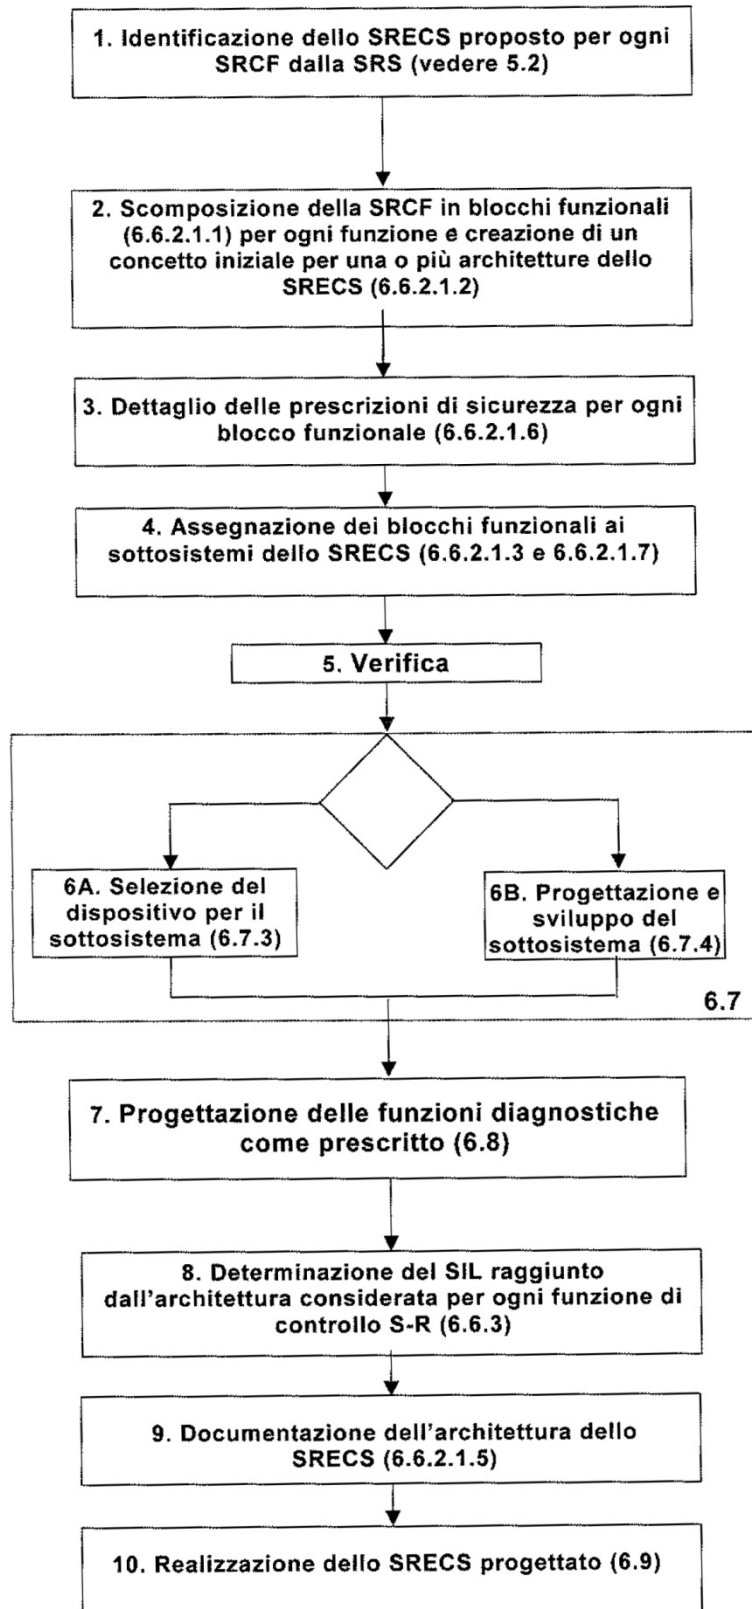 1. Identificazione dello SRECS proposto per ogni
SRCF dalla SRS (vedere 5.2)
2. Scomposizione della SRCF in blocchi funzionali
(6.6.2.1.1) per ogni funzione e creazione di un
concetto iniziale per una o più architetture dello
SRECS (6.6.2.1.2)
3. Dettaglio delle prescrizioni di sicurezza per ogni
blocco funzionale (6.6.2.1.6)
4. Assegnazione dei blocchi funzionali ai
sottosistemi dello SRECS (6.6.2.1.3 e 6.6.2.1.7)
5. Verifica
6A. Selezione del
dispositivo per il
sottosistema (6.7.3)
6B. Progettazione e
sviluppo del
sottosistema (6.7.4)
6.7
7. Progettazione delle funzioni diagnostiche
come prescritto (6.8)
8. Determinazione del SIL raggiunto
dall'architettura considerata per ogni funzione di
controllo S-R (6.6.3)
9. Documentazione dell'architettura dello
SRECS (6.6.2.1.5)
10. Realizzazione dello SRECS progettato (6.9)